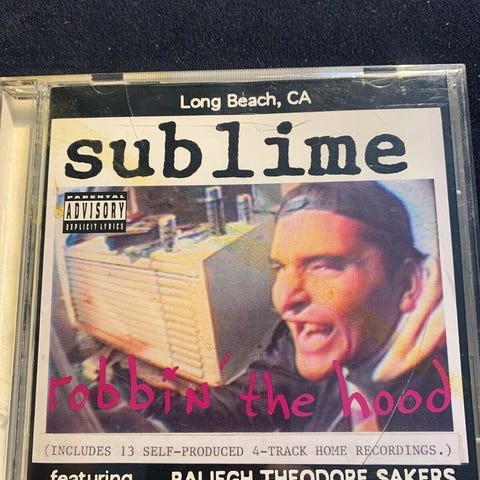 Long Beach, CA
sublime
PARENTAL
ADVISORY
EXPLICIT LYRICS
robbin' the hood
(INCLUDES 13 SELF-PRODUCED 4-TRACK HOME RECORDINGS.)
featuring RALIEGH THEODORE SAKERS